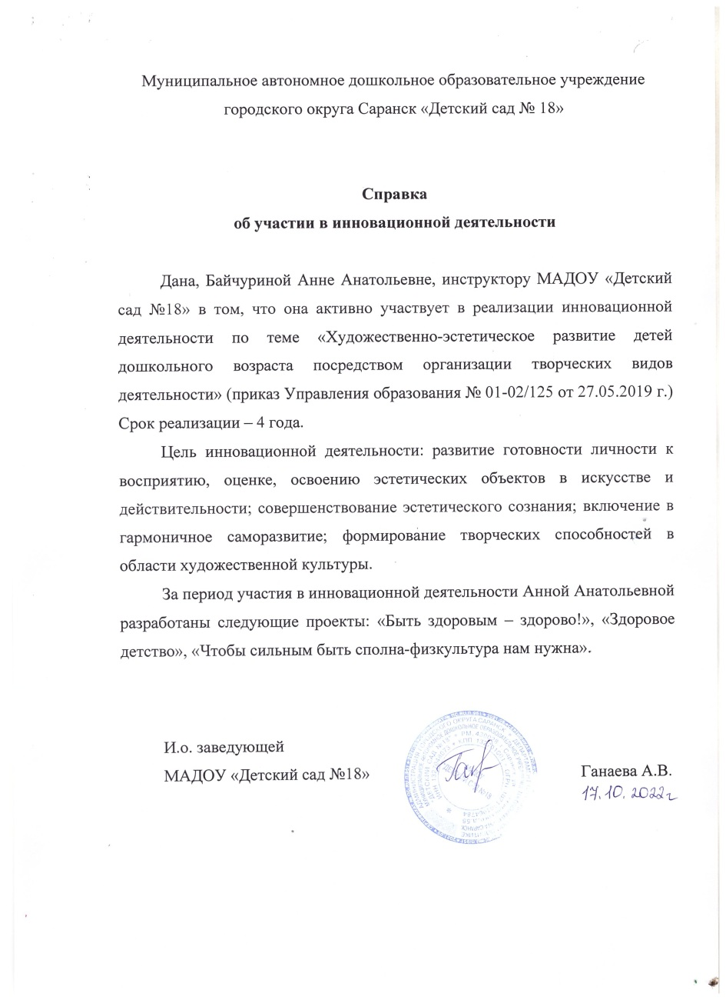 Муниципальное автономное дошкольное образовательное учреждение
городского округа Саранск «Детский сад № 18»
Справка
об участии в инновационной деятельности
Дана, Байчуриной Анне Анатольевне, инструктору МАДОУ «Детский
сад №18» в том, что она активно участвует в реализации инновационной
деятельности по теме «Художественно-эстетическое развитие детей
дошкольного возраста посредством организации творческих видов
деятельности» (приказ Управления образования № 01-02/125 от 27.05.2019 г.)
Срок реализации – 4 года.
Цель инновационной деятельности: развитие готовности личности к
восприятию, оценке, освоению эстетических объектов в искусстве и
действительности; совершенствование эстетического сознания; включение в
гармоничное саморазвитие; формирование творческих способностей в
области художественной культуры.
За период участия в инновационной деятельности Анной Анатольевной
разработаны следующие проекты: «Быть здоровым – здорово!», «Здоровое
детство», «Чтобы сильным быть сполна-физкультура нам нужна».
И.о. заведующей
МАДОУ «Детский сад №18»
Ганаева А.В.
17.10.2022г